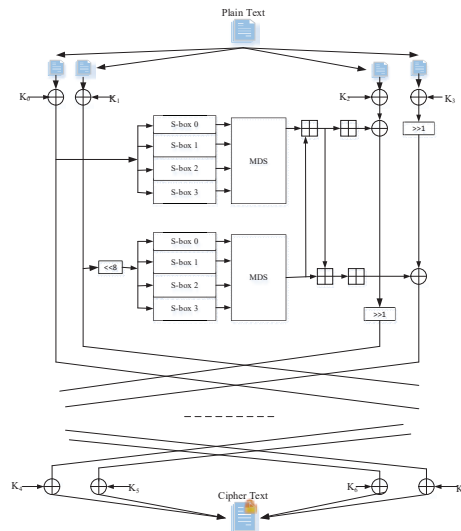 Plain Text
K₀ K₁ K₂ K₃
>>1
S-box 0
S-box 1
MDS
S-box 2
S-box 3
S-box 0
<<8
S-box 1
MDS
S-box 2
S-box 3
>>1
K₄ K₅ K₆ K
Cipher Text